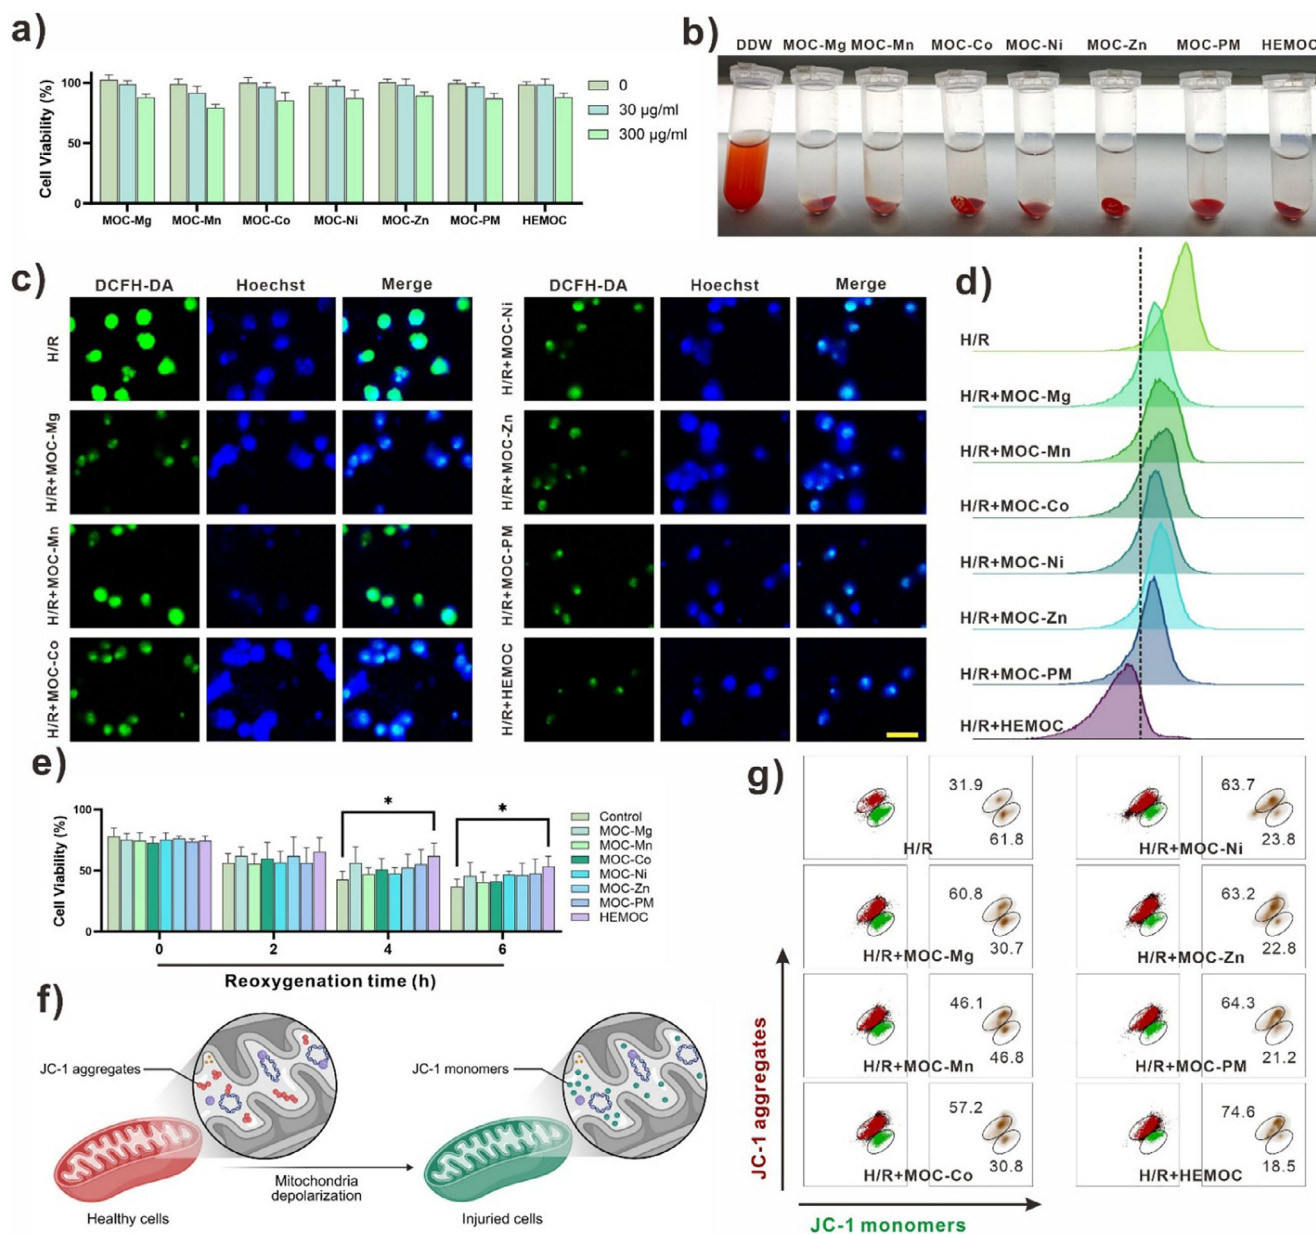 a)
Cell Viability (%)
100
50
0
MOC-Mg MOC-Mn MOC-Co MOC-Ni MOC-Zn MOC-PM HEMOC
0
30 µg/ml
300 µg/ml
b)
DDW MOC-Mg MOC-Mn MOC-Co MOC-Ni MOC-Zn MOC-PM HEMOC
c)
DCFH-DA Hoechst Merge
H/R
H/R+MOC-Mg
H/R+MOC-Mn
H/R+MOC-Co
DCFH-DA Hoechst Merge
H/R+MOC-Ni
H/R+MOC-Zn
H/R+MOC-PM
H/R+HEMOC
d)
H/R
H/R+MOC-Mg
H/R+MOC-Mn
H/R+MOC-Co
H/R+MOC-Ni
H/R+MOC-Zn
H/R+MOC-PM
H/R+HEMOC
e)
Cell Viability (%)
100
50
0
* *
0 2 4 6
Reoxygenation time (h)
Control
MOC-Mg
MOC-Mn
MOC-Co
MOC-Ni
MOC-Zn
MOC-PM
HEMOC
f)
JC-1 aggregates
JC-1 monomers
Mitochondria
depolarization
Healthy cells
Injuried cells
g)
31.9
61.8
H/R
60.8
30.7
H/R+MOC-Mg
46.1
46.8
H/R+MOC-Mn
57.2
30.8
H/R+MOC-Co
63.7
23.8
H/R+MOC-Ni
63.2
22.8
H/R+MOC-Zn
64.3
21.2
H/R+MOC-PM
74.6
18.5
H/R+HEMOC
JC-1 aggregates
JC-1 monomers